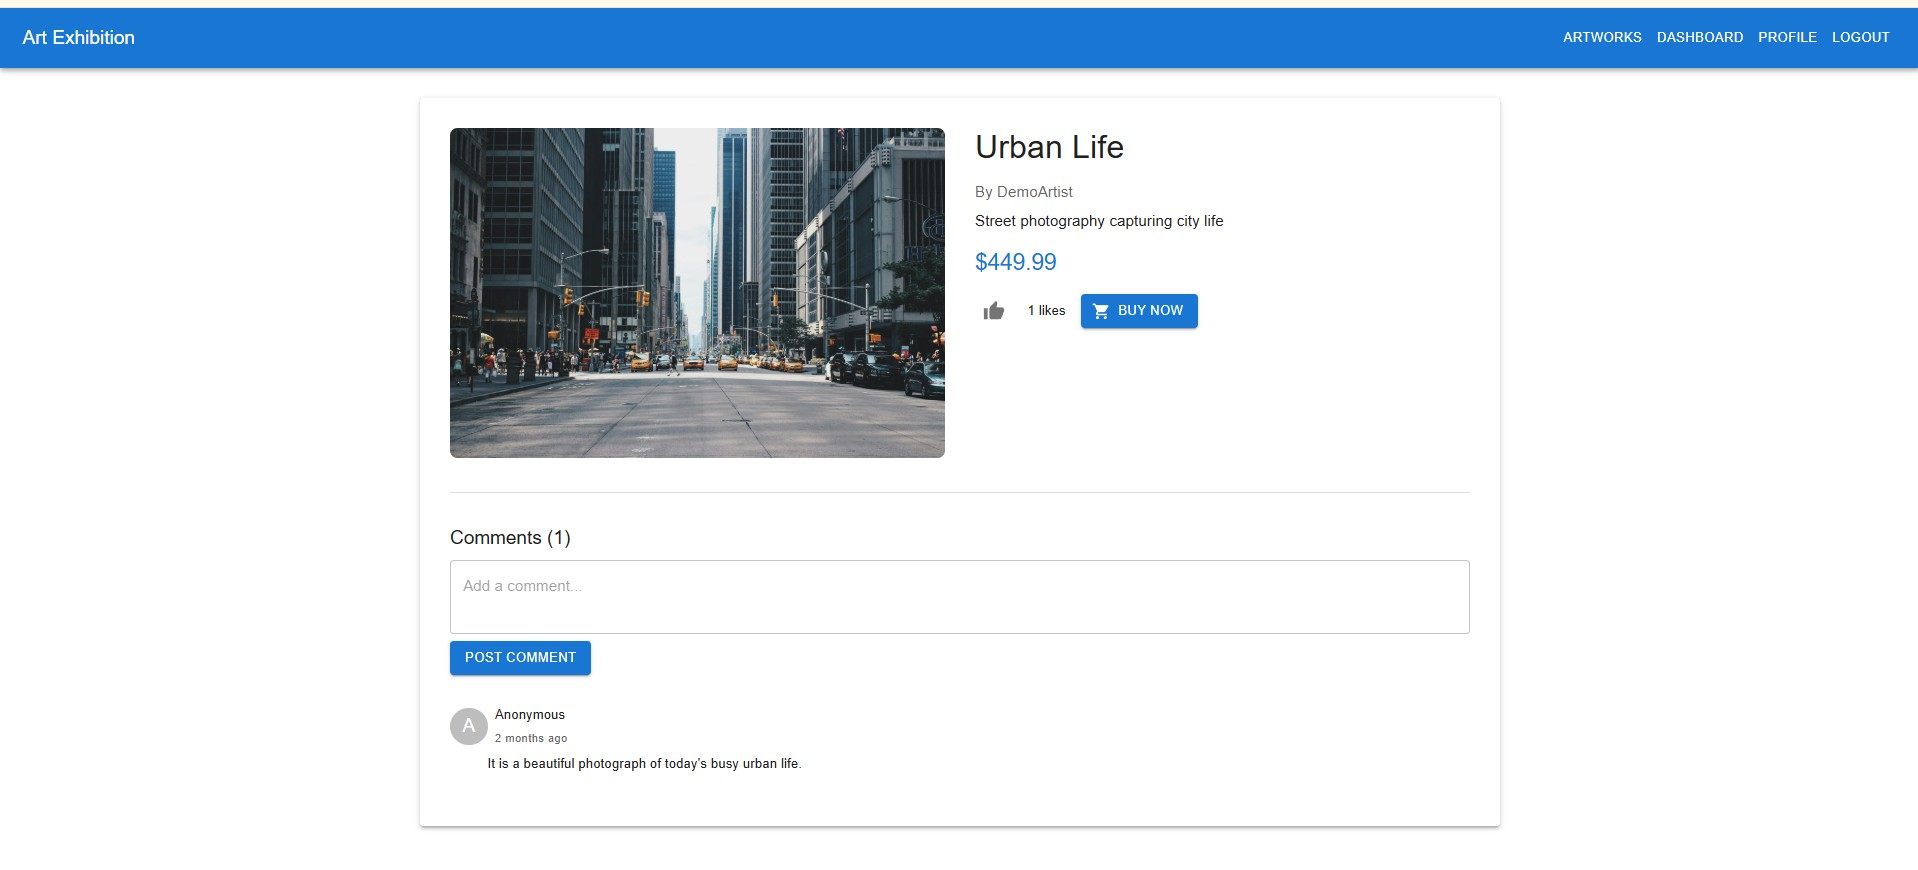 Art Exhibition
ARTWORKS DASHBOARD PROFILE LOGOUT
Urban Life
By DemoArtist
Street photography capturing city life
$449.99
1 likes
BUY NOW
Comments (1)
Add a comment...
POST COMMENT
A
Anonymous
2 months ago
It is a beautiful photograph of today's busy urban life.